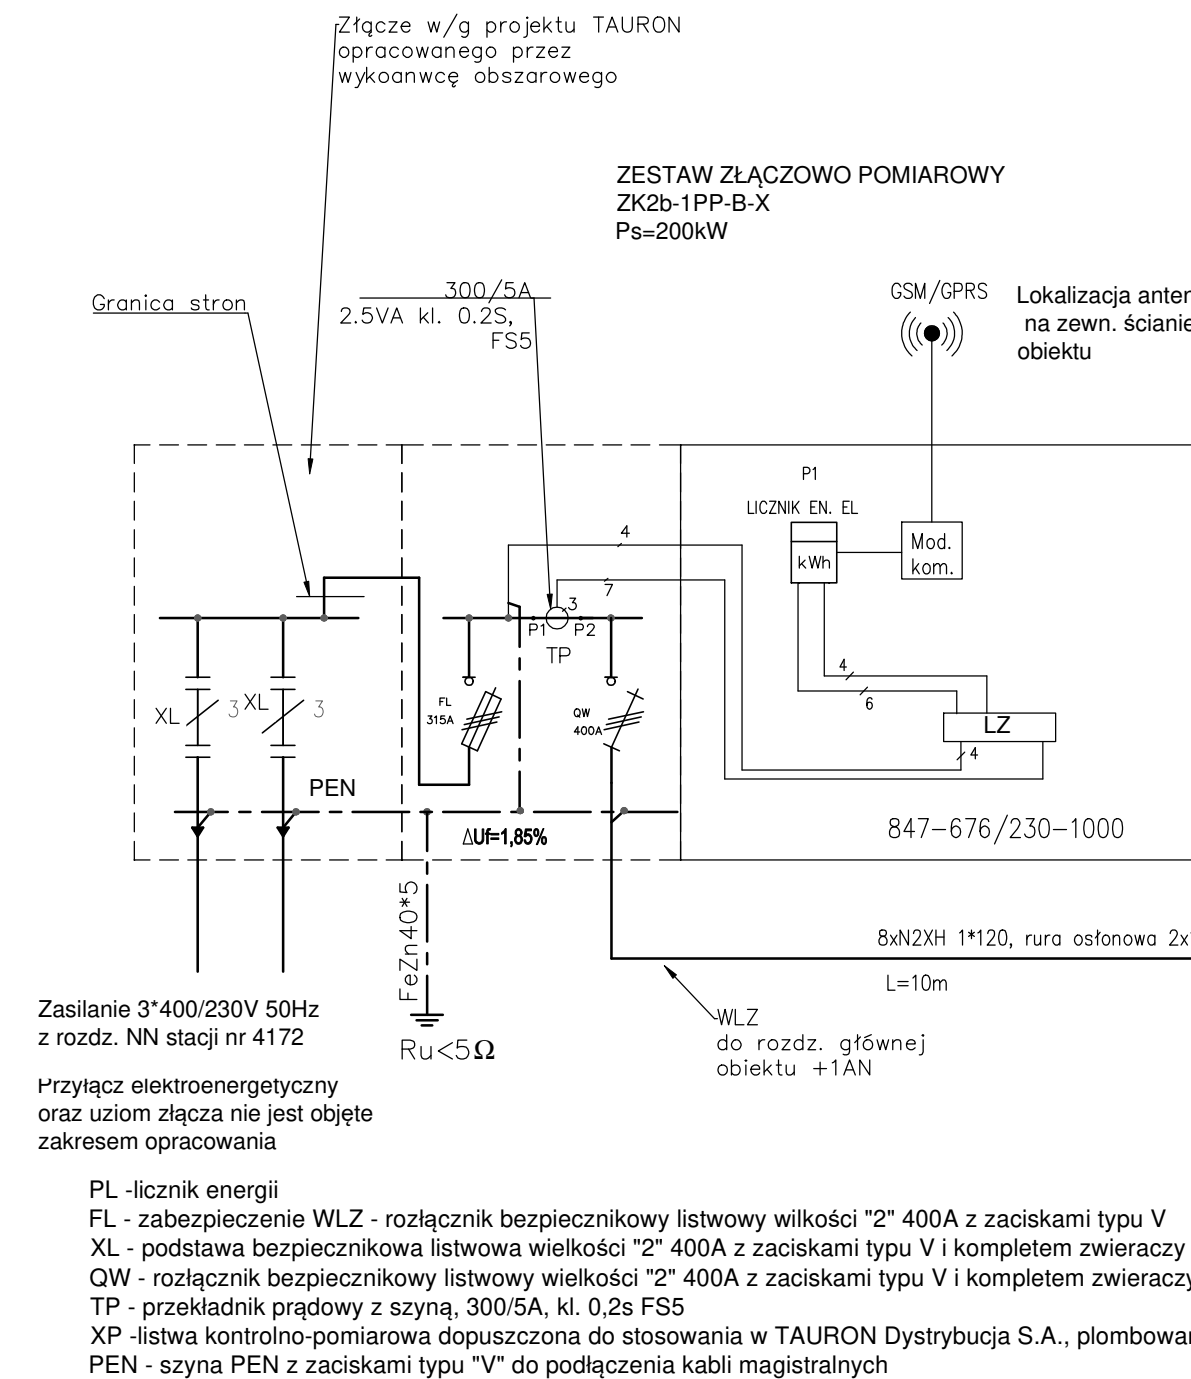 Złącze w/g projektu TAURON
opracowanego przez
wykoanwcę obszarowego
ZESTAW ZŁĄCZOWO POMIAROWY
ZK2b-1PP-B-X
Ps=200kW
Granica stron
300/5A
2.5VA kl. 0.2S,
FS5
GSM/GPRS
Lokalizacja anten
na zewn. ścianie
obiektu
P1
LICZNIK EN. EL
kWh
Mod.
kom.
4
7
3
P1
P2
TP
XL
3
XL
3
FL
315A
QW
400A
4
6
LZ
4
PEN
ΔUf=1,85%
847-676/230-1000
FeZn40*5
8xN2XH 1*120, rura osłonowa 2x
L=10m
WLZ
do rozdz. głównej
obiektu +1AN
Ru<5Ω
Zasilanie 3*400/230V 50Hz
z rozdz. NN stacji nr 4172
Przyłącz elektroenergetyczny
oraz uziom złącza nie jest objęte
zakresem opracowania
PL -licznik energii
FL - zabezpieczenie WLZ - rozłącznik bezpiecznikowy listwowy wilkości "2" 400A z zaciskami typu V
XL - podstawa bezpiecznikowa listwowa wielkości "2" 400A z zaciskami typu V i kompletem zwieraczy
QW - rozłącznik bezpiecznikowy listwowy wielkości "2" 400A z zaciskami typu V i kompletem zwieraczy
TP - przekładnik prądowy z szyną, 300/5A, kl. 0,2s FS5
XP -listwa kontrolno-pomiarowa dopuszczona do stosowania w TAURON Dystrybucja S.A., plombowan
PEN - szyna PEN z zaciskami typu "V" do podłączenia kabli magistralnych